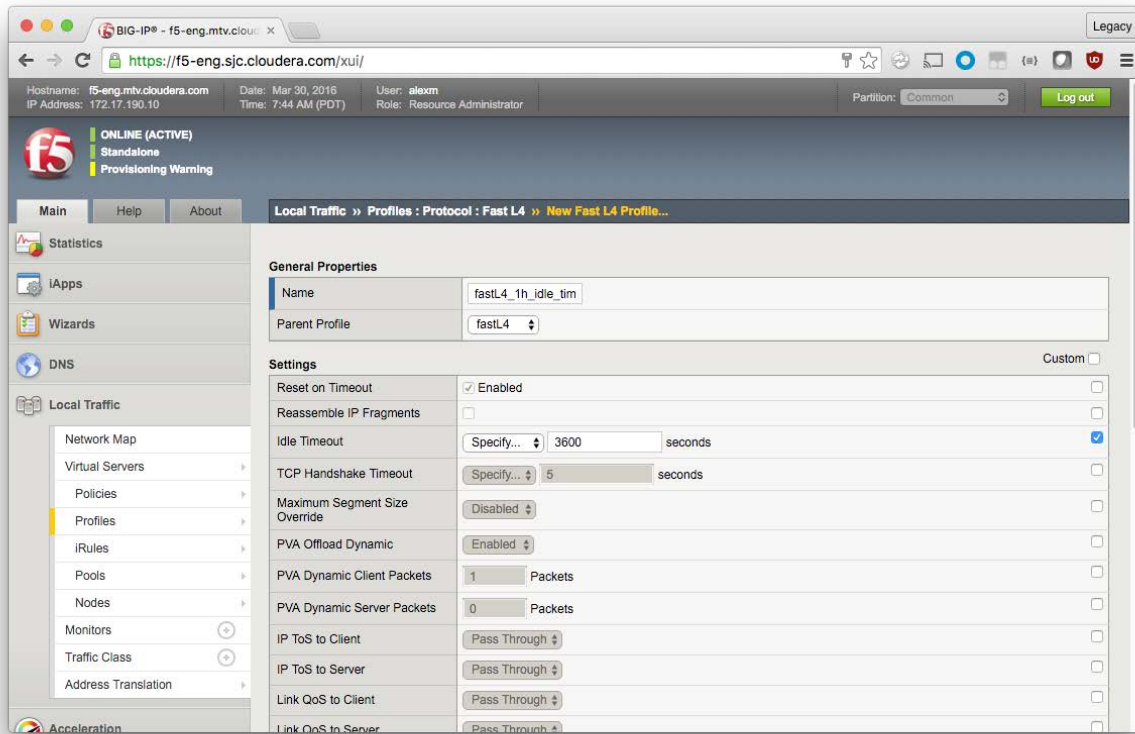 BIG-IP® - f5-eng.mtv.clou
Legacy
https://f5-eng.sjc.cloudera.com/xui/
Hostname: f5-eng.mtv.cloudera.com Date: Mar 30, 2016 User: alexm
IP Address: 172.17.190.10 Time: 7:44 AM (PDT) Role: Resource Administrator
Partition: Common Log out
f5
ONLINE (ACTIVE)
Standalone
Provisioning Warning
Main Help About
Local Traffic ›› Profiles : Protocol : Fast L4 ›› New Fast L4 Profile...
Statistics
iApps
Wizards
DNS
Local Traffic
Network Map
Virtual Servers
Policies
Profiles
iRules
Pools
Nodes
Monitors
Traffic Class
Address Translation
Acceleration
General Properties
Name fastL4_1h_idle_tim
Parent Profile fastL4
Settings Custom
Reset on Timeout Enabled
Reassemble IP Fragments
Idle Timeout Specify... 3600 seconds
TCP Handshake Timeout Specify... 5 seconds
Maximum Segment Size
Override Disabled
PVA Offload Dynamic Enabled
PVA Dynamic Client Packets 1 Packets
PVA Dynamic Server Packets 0 Packets
IP ToS to Client Pass Through
IP ToS to Server Pass Through
Link QoS to Client Pass Through
Link QoS to Server Pass Through